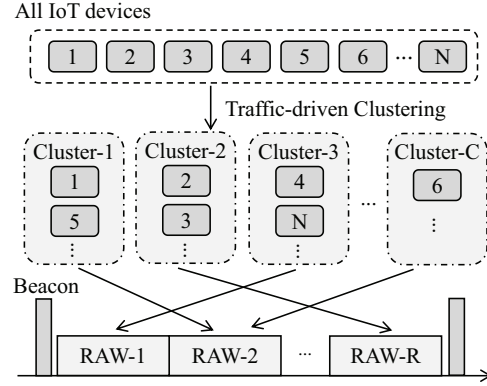 All IoT devices
1 2 3 4 5 6 ... N
Traffic-driven Clustering
Cluster-1 Cluster-2 Cluster-3 Cluster-C
1 2 4 6
5 3 N ...
Beacon
RAW-1 RAW-2 ... RAW-R